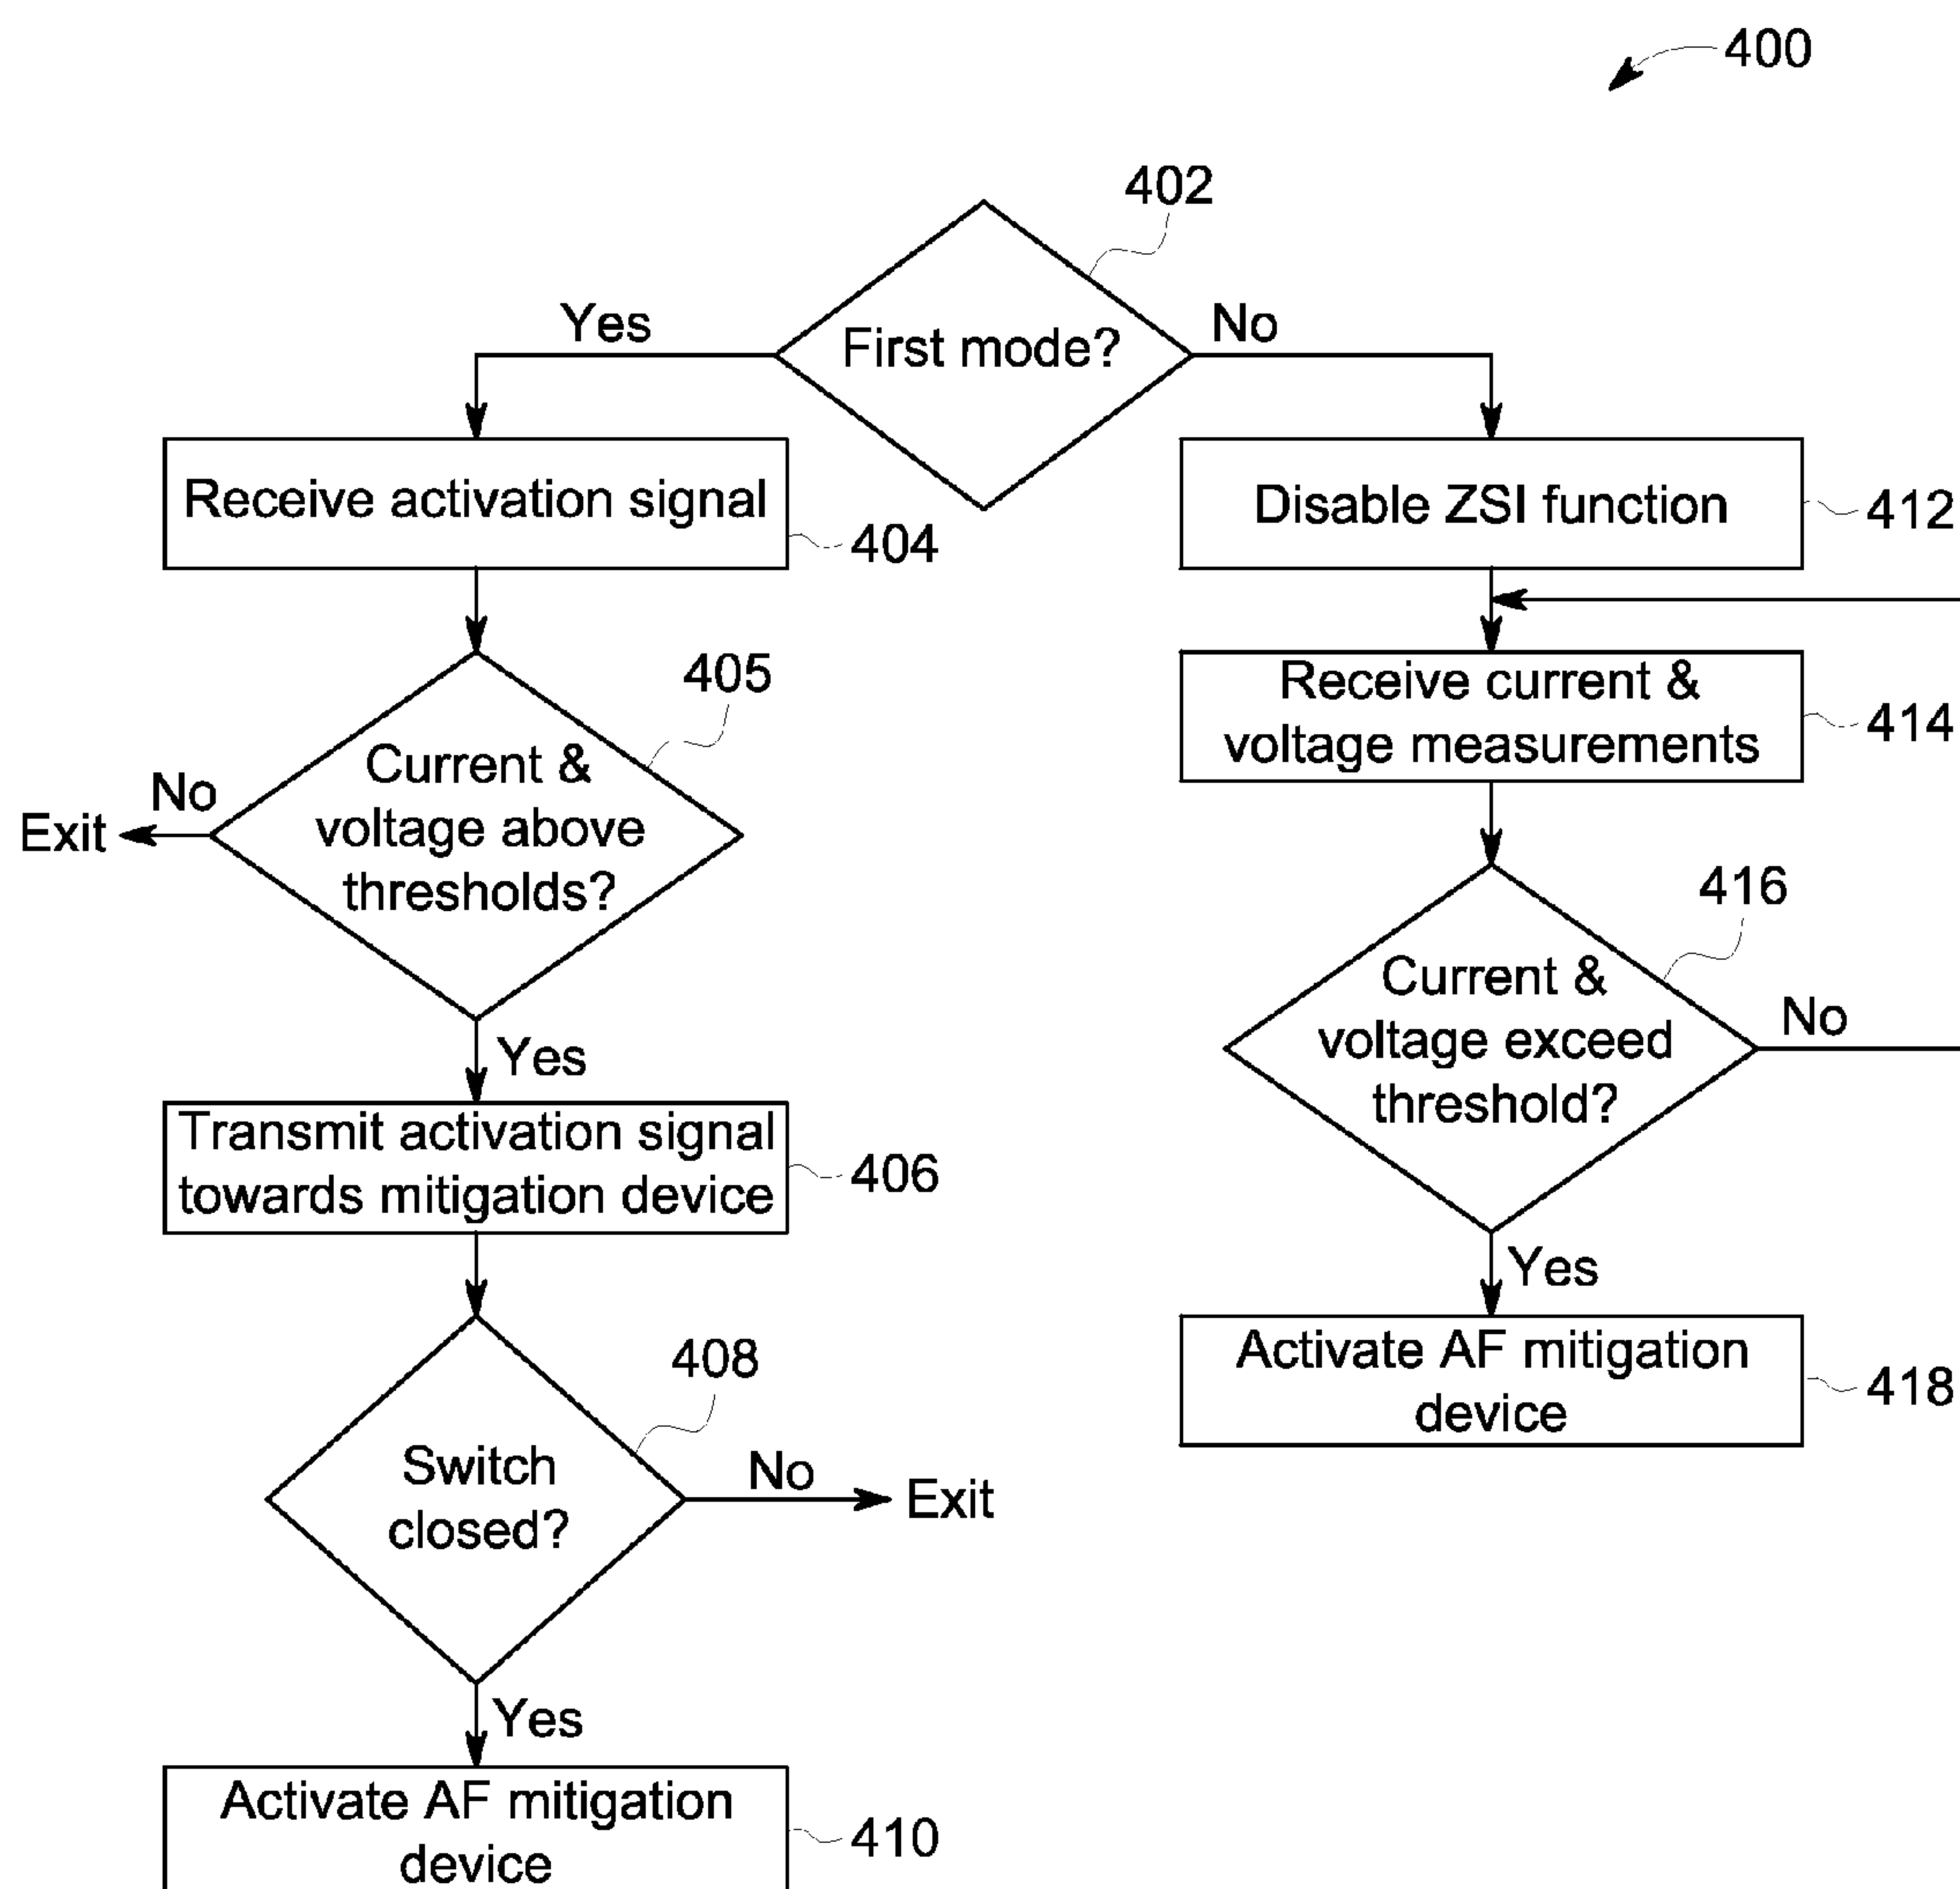 400
402
First mode?
Yes
No
Receive activation signal
404
Current &
voltage above
thresholds?
405
No
Exit
Yes
Transmit activation signal
towards mitigation device
406
Switch
closed?
408
No
Exit
Yes
Activate AF mitigation
device
410
Disable ZSI function
412
Receive current &
voltage measurements
414
Current &
voltage exceed
threshold?
416
No
Yes
Activate AF mitigation
device
418